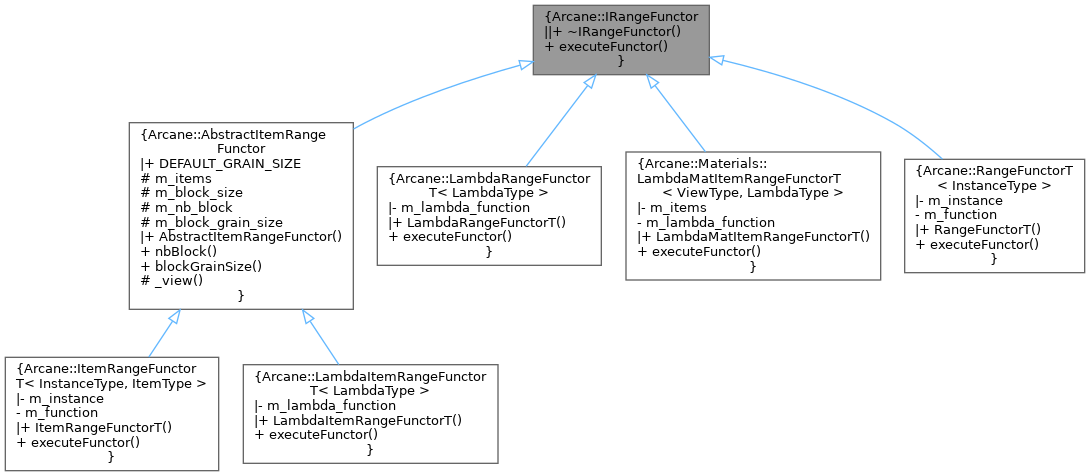 {Arcane::IRangeFunctor
||+ ~IRangeFunctor()
+ executeFunctor()
}
{Arcane::AbstractItemRange
Functor
|+ DEFAULT_GRAIN_SIZE
# m_items
# m_block_size
# m_nb_block
# m_block_grain_size
|+ AbstractItemRangeFunctor()
+ nbBlock()
+ blockGrainSize()
# _view()
}
{Arcane::LambdaRangeFunctor
T< LambdaType >
|- m_lambda_function
|+ LambdaRangeFunctorT()
+ executeFunctor()
}
{Arcane::Materials::
LambdaMatItemRangeFunctorT
< ViewType, LambdaType >
|- m_items
- m_lambda_function
|+ LambdaMatItemRangeFunctorT()
+ executeFunctor()
}
{Arcane::RangeFunctorT
< InstanceType >
|- m_instance
- m_function
|+ RangeFunctorT()
+ executeFunctor()
}
{Arcane::ItemRangeFunctor
T< InstanceType, ItemType >
|- m_instance
- m_function
|+ ItemRangeFunctorT()
+ executeFunctor()
}
{Arcane::LambdaItemRangeFunctor
T< LambdaType >
|- m_lambda_function
|+ LambdaItemRangeFunctorT()
+ executeFunctor()
}